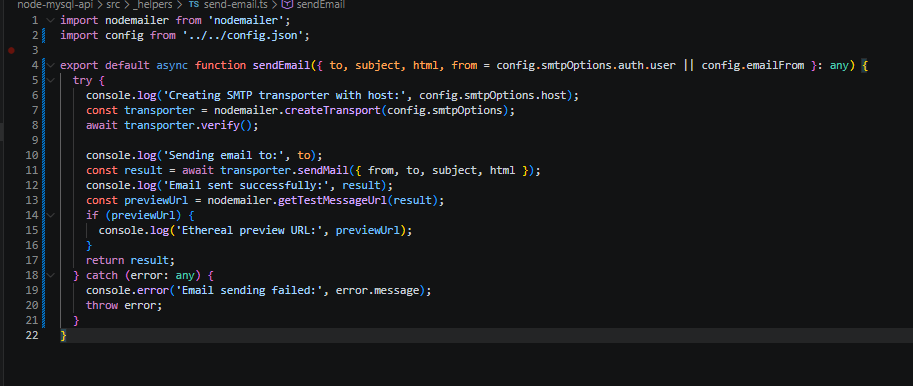 node-mysql-api > src > _helpers > TS send-email.ts > sendEmail
1 import nodemailer from 'nodemailer';
2 import config from '../../config.json';
3
4 export default async function sendEmail({ to, subject, html, from = config.smtpOptions.auth.user || config.emailFrom }: any) {
5   try {
6     console.log('Creating SMTP transporter with host:', config.smtpOptions.host);
7     const transporter = nodemailer.createTransport(config.smtpOptions);
8     await transporter.verify();
9
10     console.log('Sending email to:', to);
11     const result = await transporter.sendMail({ from, to, subject, html });
12     console.log('Email sent successfully:', result);
13     const previewUrl = nodemailer.getTestMessageUrl(result);
14     if (previewUrl) {
15       console.log('Ethereal preview URL:', previewUrl);
16     }
17     return result;
18   } catch (error: any) {
19     console.error('Email sending failed:', error.message);
20     throw error;
21   }
22 }